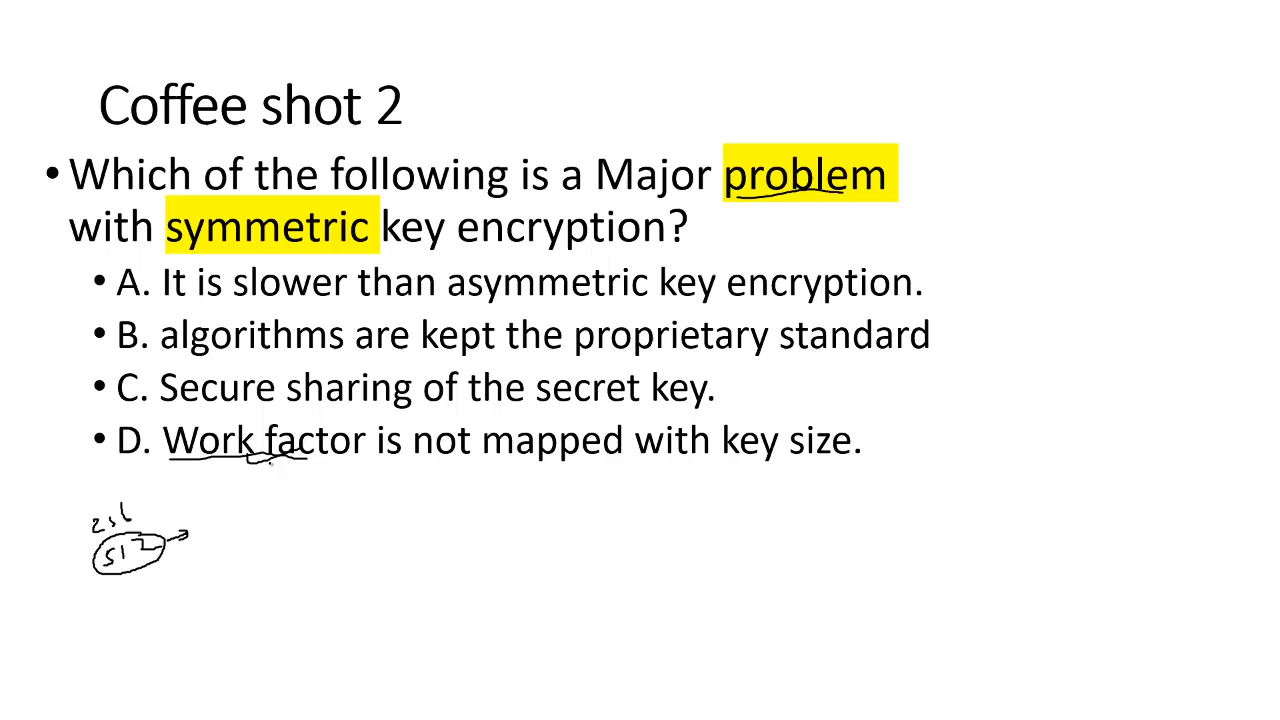 Coffee shot 2
• Which of the following is a Major problem
with symmetric key encryption?
• A. It is slower than asymmetric key encryption.
• B. algorithms are kept the proprietary standard
• C. Secure sharing of the secret key.
• D. Work factor is not mapped with key size.
256
512